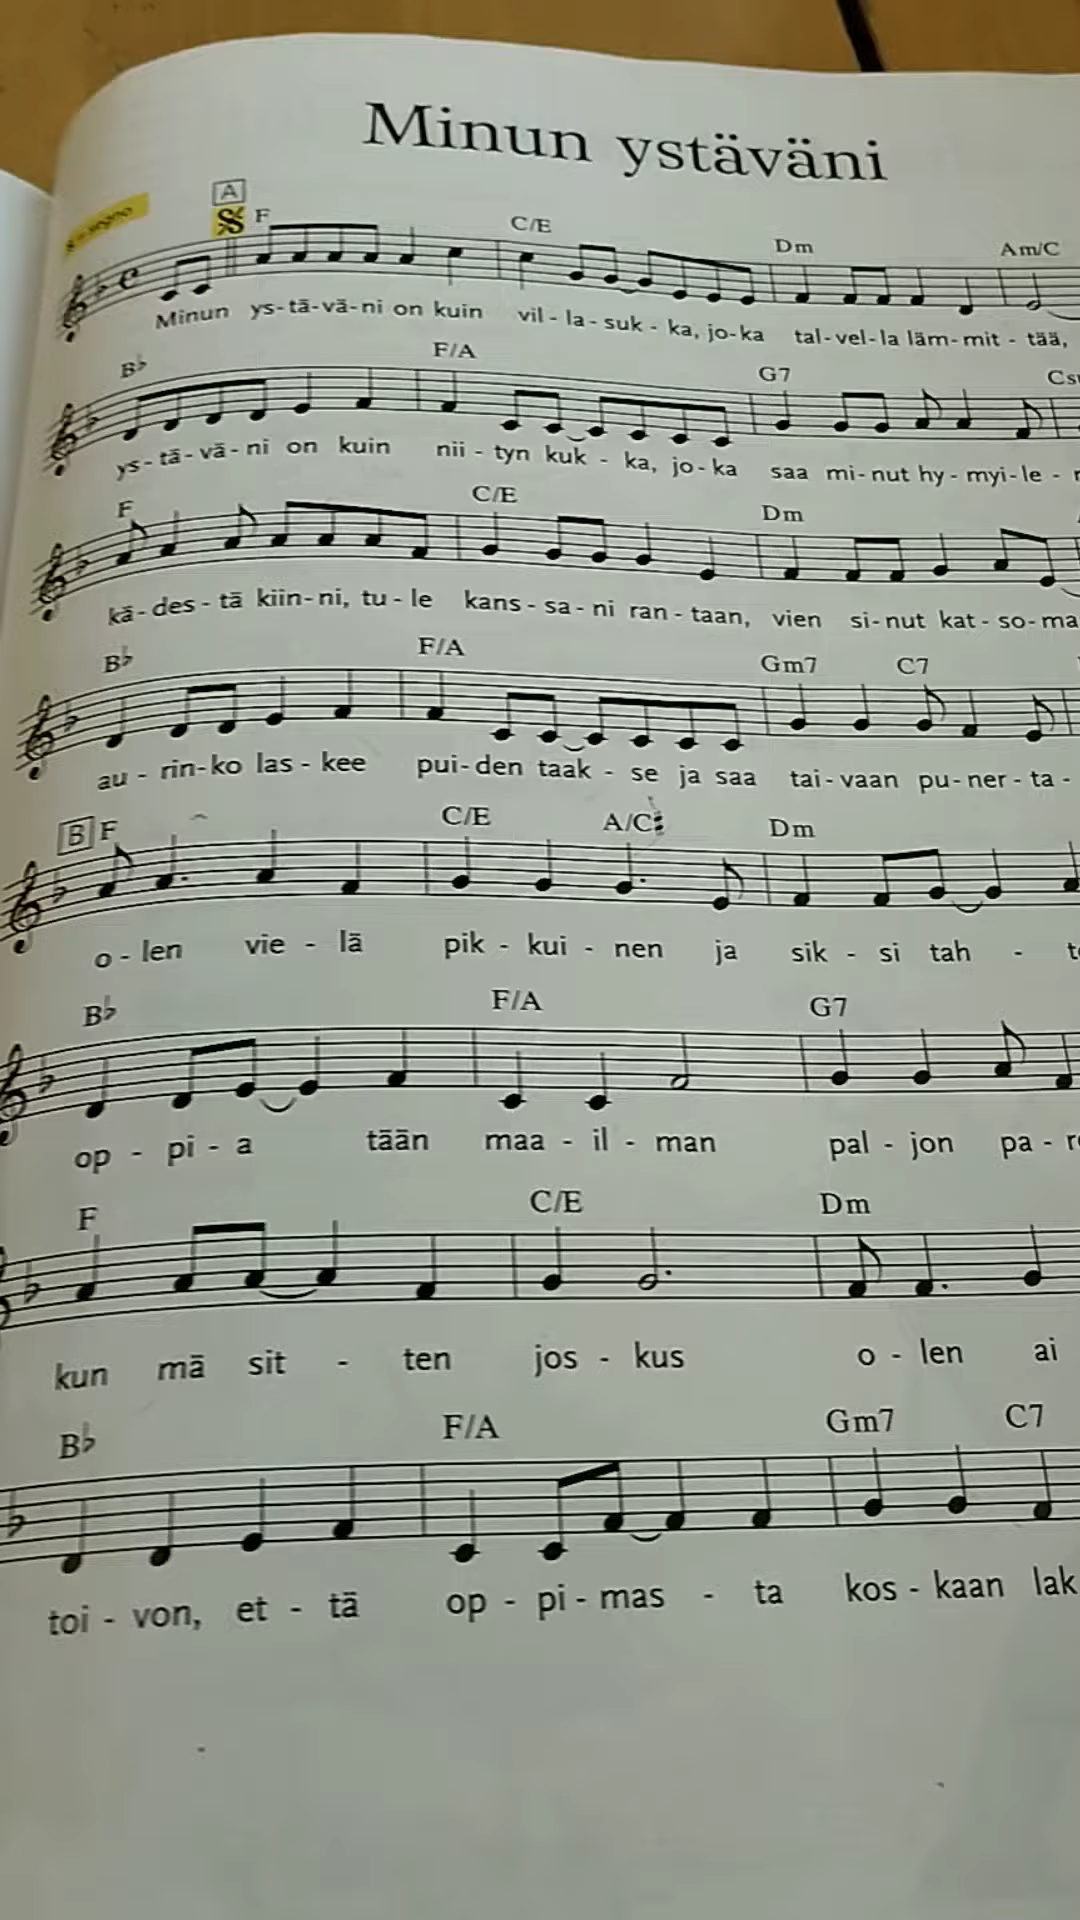 Minun ystäväni
A
𝄋 = segno
F C/E Dm Am/C
Minun ys-tä-vä-ni on kuin vil-la-suk-ka, jo-ka tal-vel-la läm-mit-tää,
B♭ F/A G7
ys-tä-vä-ni on kuin nii-tyn kuk-ka, jo-ka saa mi-nut hy-myi-le-
F C/E Dm
kä-des-tä kiin-ni, tu-le kans-sa-ni ran-taan, vien si-nut kat-so-ma
B♭ F/A Gm7 C7
au-rin-ko las-kee pui-den taak-se ja saa tai-vaan pu-ner-ta-
B F C/E A/C♯ Dm
o-len vie-lä pik-kui-nen ja sik-si tah-
B♭ F/A G7
op-pi-a tään maa-il-man pal-jon pa-r
F C/E Dm
kun mä sit-ten jos-kus o-len ai
B♭ F/A Gm7 C7
toi-von, et-tä op-pi-mas-ta kos-kaan lak